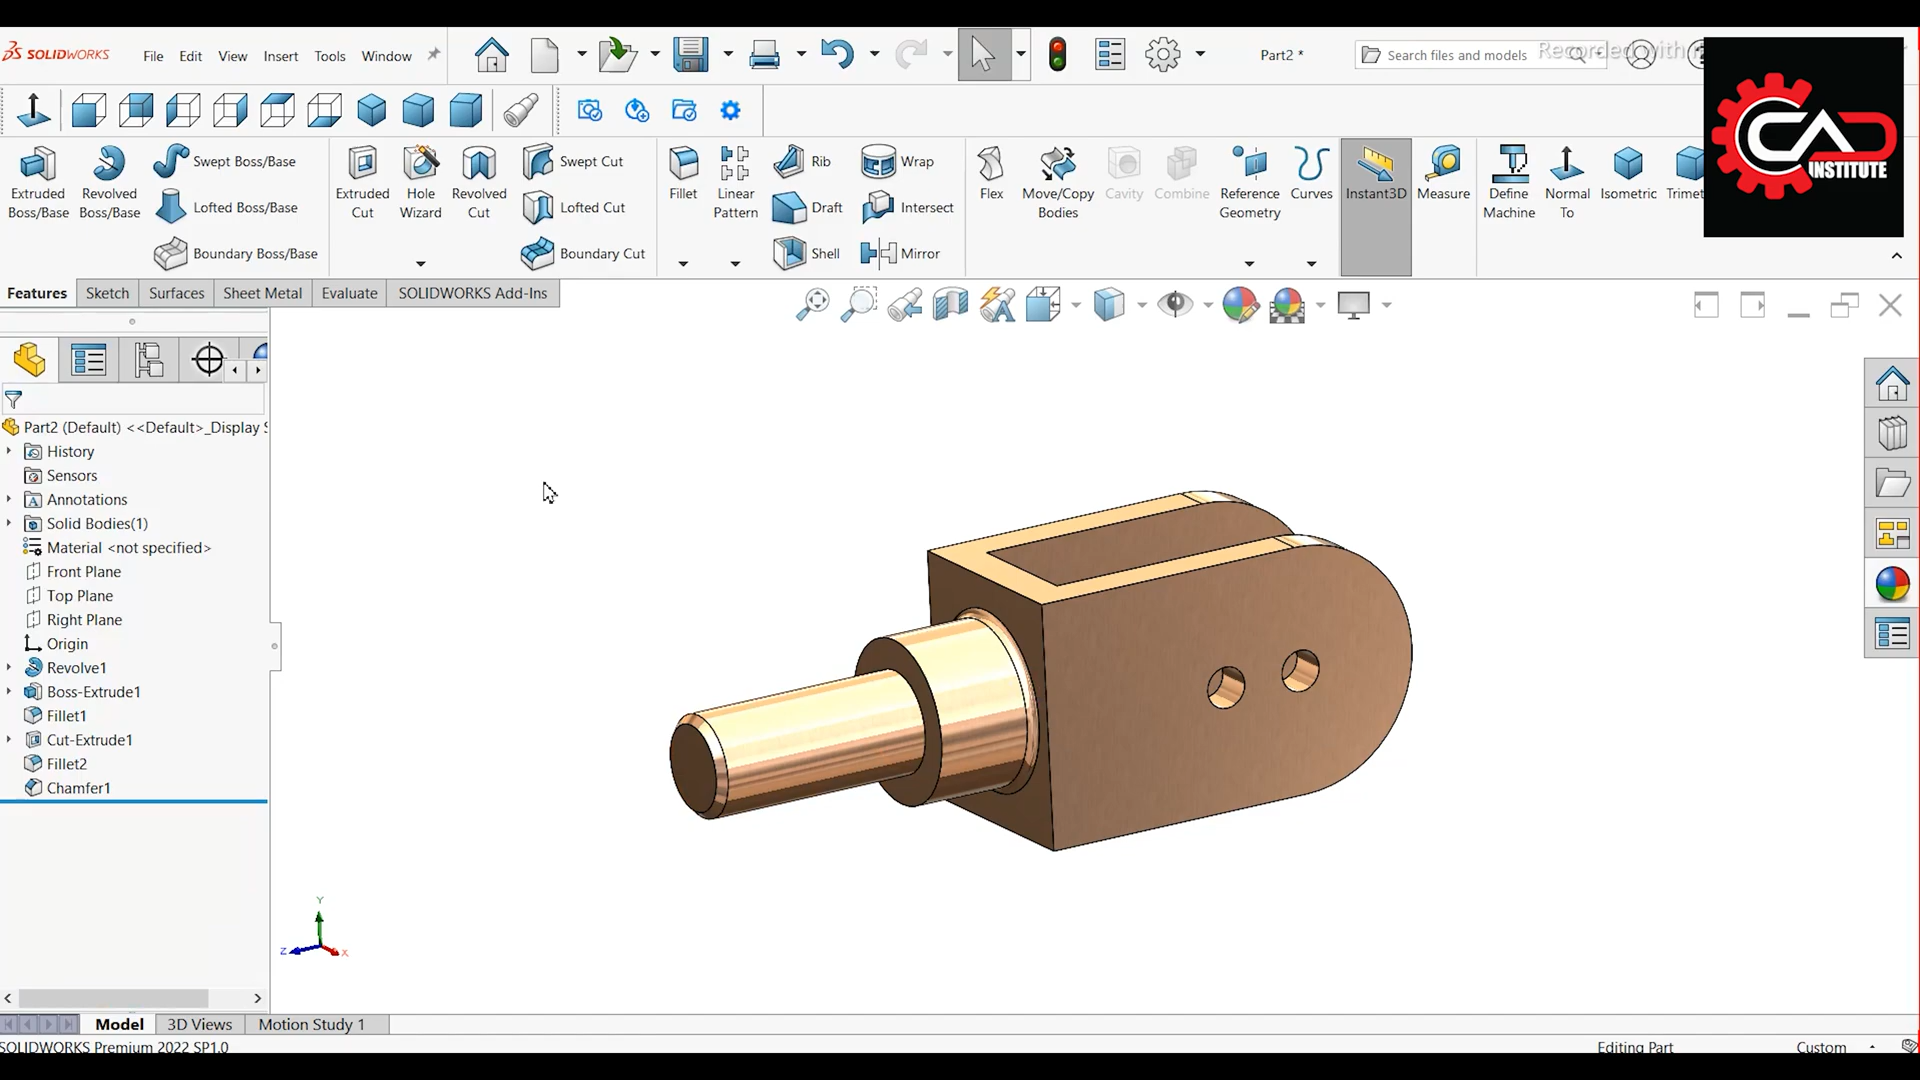 SOLIDWORKS File Edit View Insert Tools Window Part2 * Search files and models Recorded with
CAD INSTITUTE
Extruded Boss/Base Revolved Boss/Base Swept Boss/Base Lofted Boss/Base Boundary Boss/Base
Extruded Cut Hole Wizard Revolved Cut Swept Cut Lofted Cut Boundary Cut
Fillet Linear Pattern Rib Draft Shell Wrap Intersect Mirror
Flex Move/Copy Bodies Cavity Combine Reference Geometry Curves Instant3D Measure
Define Machine Normal To Isometric Trimet
Features Sketch Surfaces Sheet Metal Evaluate SOLIDWORKS Add-Ins
Part2 (Default) <<Default>_Display S
History
Sensors
Annotations
Solid Bodies(1)
Material <not specified>
Front Plane
Top Plane
Right Plane
Origin
Revolve1
Boss-Extrude1
Fillet1
Cut-Extrude1
Fillet2
Chamfer1
Y
Z X
Model 3D Views Motion Study 1
SOLIDWORKS Premium 2022 SP1.0 Editing Part Custom